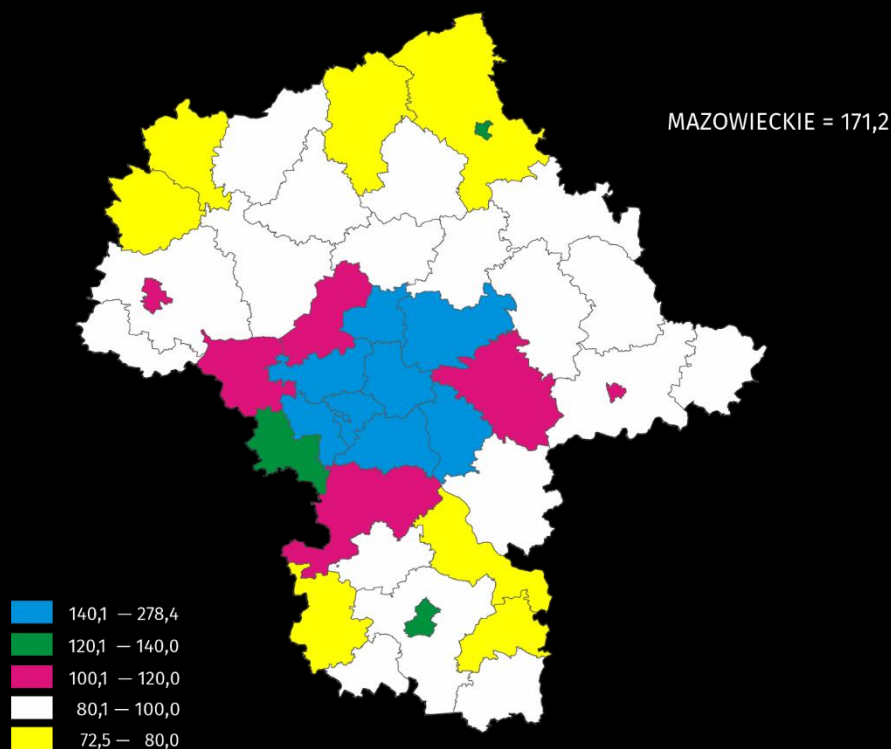 MAZOWIECKIE = 171,2
140,1 — 278,4
120,1 — 140,0
100,1 — 120,0
80,1 — 100,0
72,5 — 80,0